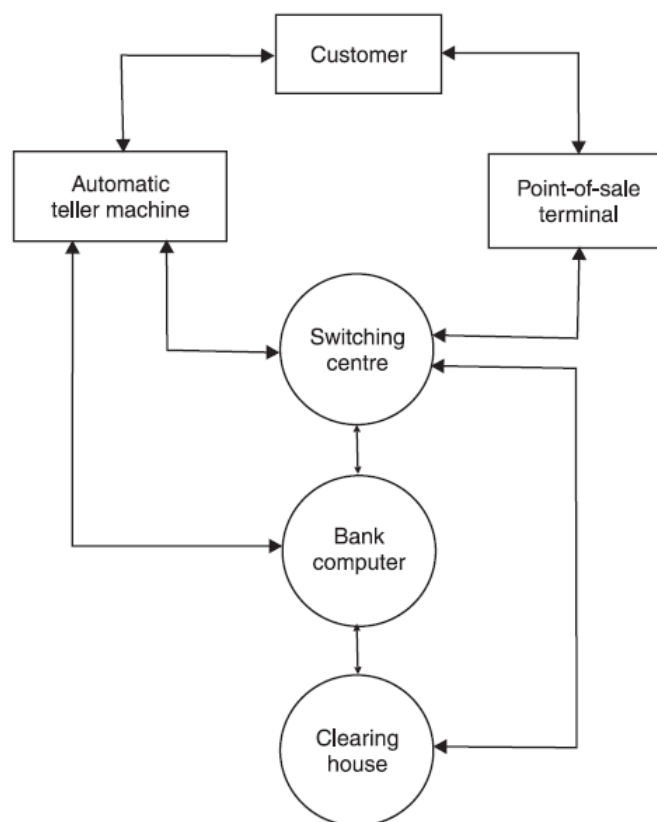 Customer
Automatic
teller machine
Point-of-sale
terminal
Switching
centre
Bank
computer
Clearing
house